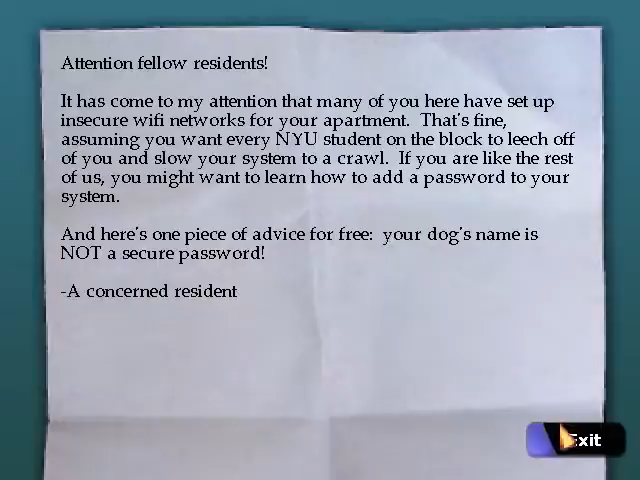 Attention fellow residents!
It has come to my attention that many of you here have set up
insecure wifi networks for your apartment.  That's fine,
assuming you want every NYU student on the block to leech off
of you and slow your system to a crawl.  If you are like the rest
of us, you might want to learn how to add a password to your
system.
And here's one piece of advice for free:  your dog's name is
NOT a secure password!
-A concerned resident
Exit